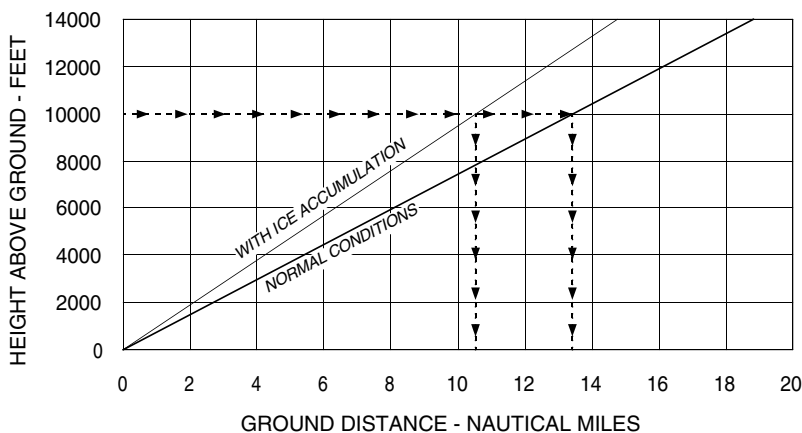 HEIGHT ABOVE GROUND - FEET
14000
12000
10000
8000
6000
4000
2000
0
WITH ICE ACCUMULATION
NORMAL CONDITIONS
0 2 4 6 8 10 12 14 16 18 20
GROUND DISTANCE - NAUTICAL MILES